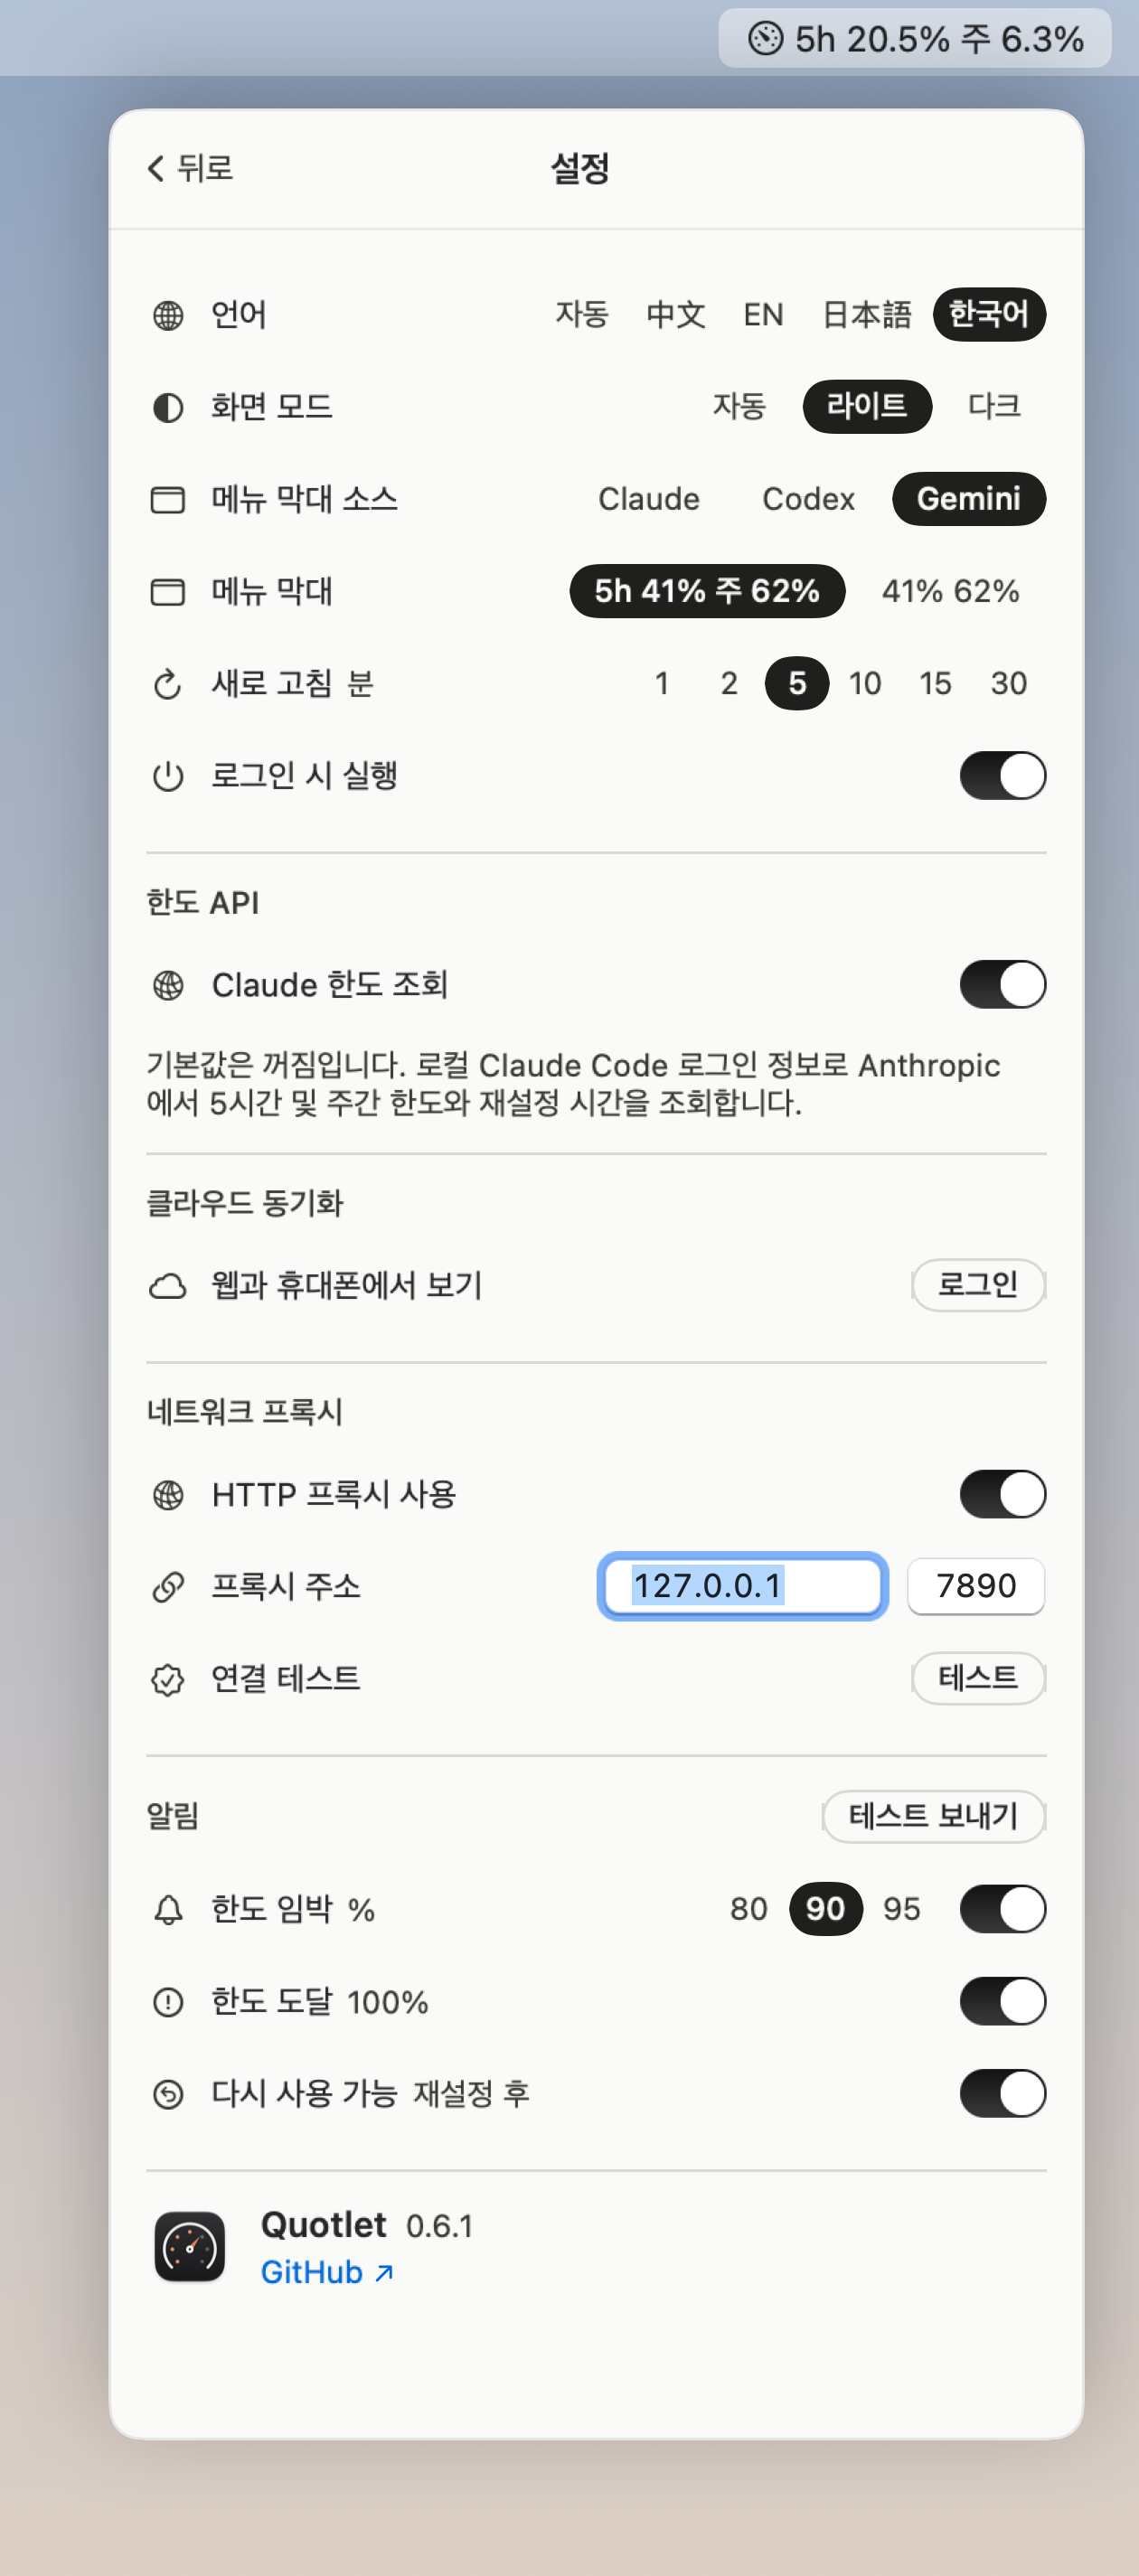 5h 20.5% 주 6.3%
뒤로 설정
언어 자동 中文 EN 日本語 한국어
화면 모드 자동 라이트 다크
메뉴 막대 소스 Claude Codex Gemini
메뉴 막대 5h 41% 주 62% 41% 62%
새로 고침 분 1 2 5 10 15 30
로그인 시 실행
한도 API
Claude 한도 조회
기본값은 꺼짐입니다. 로컬 Claude Code 로그인 정보로 Anthropic
에서 5시간 및 주간 한도와 재설정 시간을 조회합니다.
클라우드 동기화
웹과 휴대폰에서 보기 로그인
네트워크 프록시
HTTP 프록시 사용
프록시 주소 127.0.0.1 7890
연결 테스트 테스트
알림 테스트 보내기
한도 임박 % 80 90 95
한도 도달 100%
다시 사용 가능 재설정 후
Quotlet 0.6.1
GitHub ↗